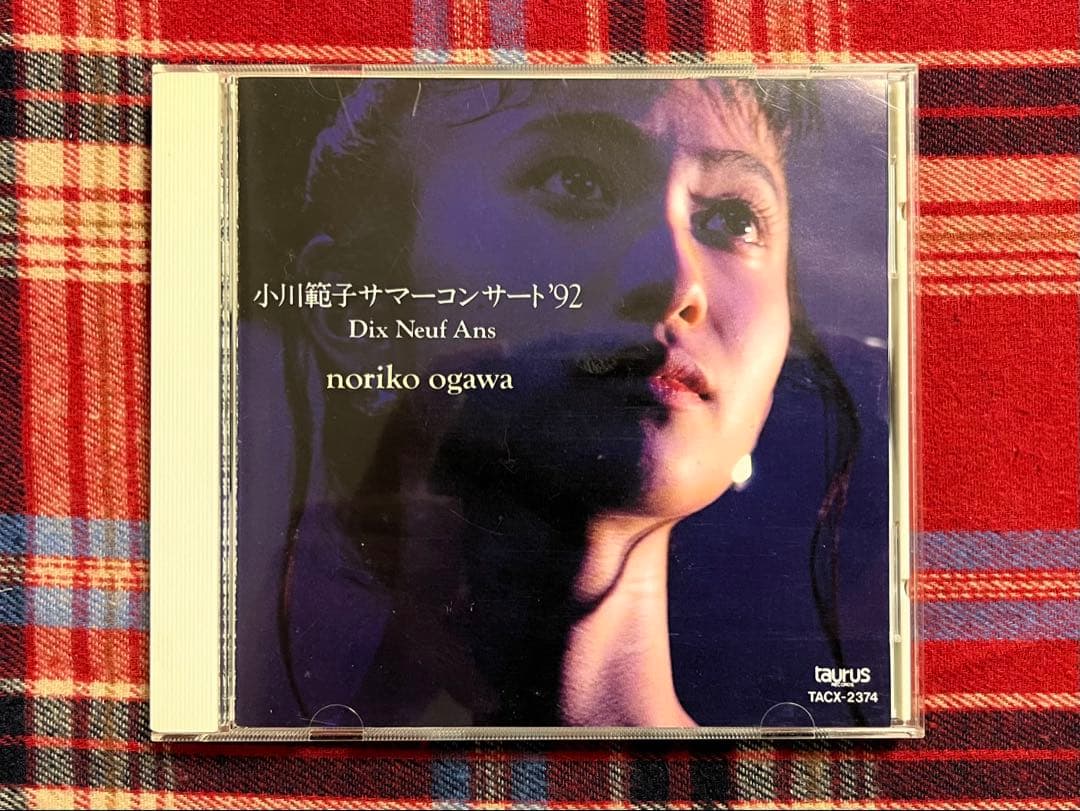 小川範子サマーコンサート'92
Dix Neuf Ans
noriko ogawa
taurus
RECORDS
TACX-2374